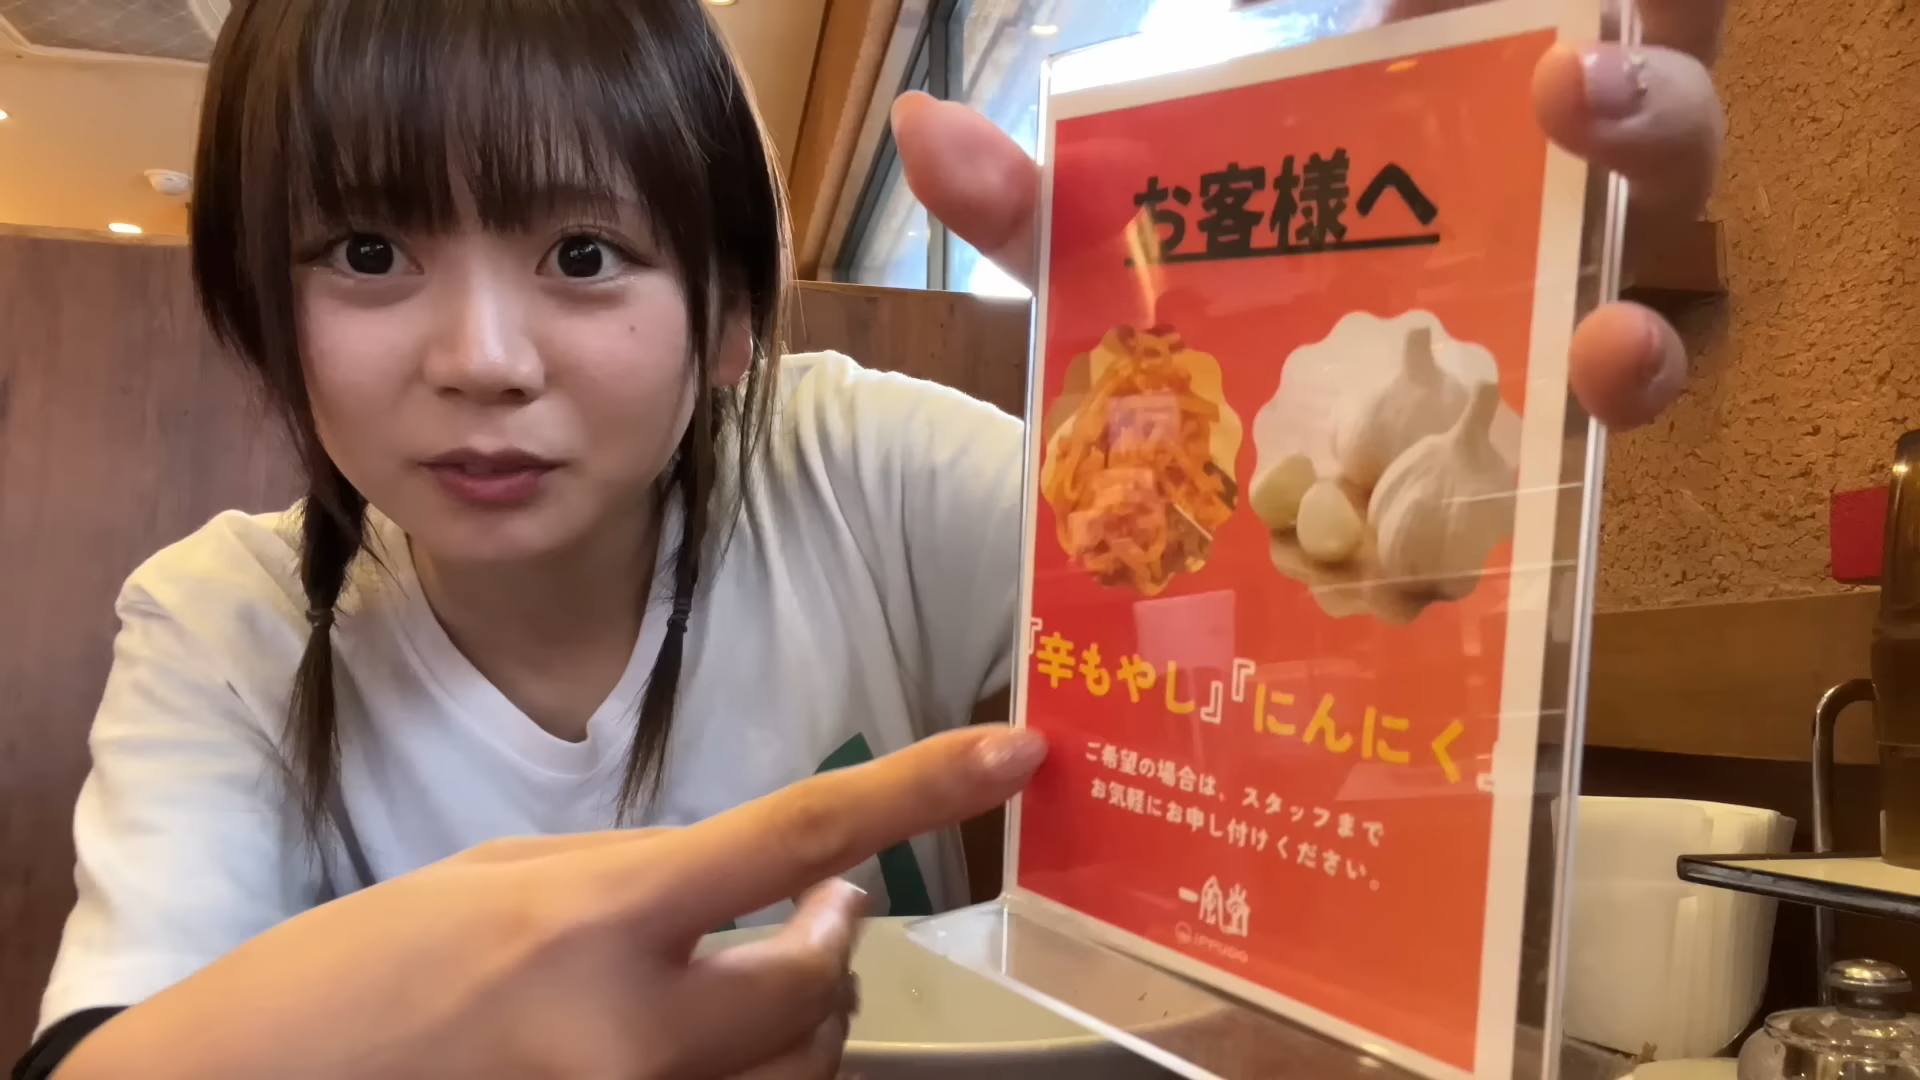 お客様へ
『辛もやし』『にんにく』
ご希望の場合は、スタッフまで
お気軽にお申し付けください。
一風堂
IPPUDO